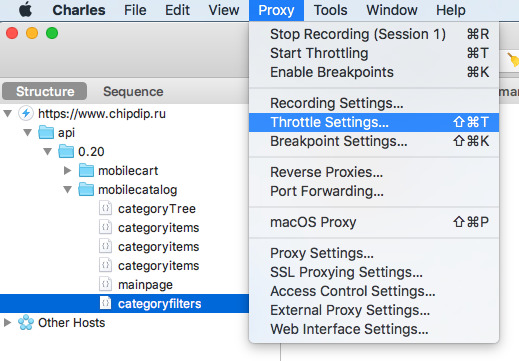 Charles File Edit View Proxy Tools Window Help
Stop Recording (Session 1) ⌘R
Start Throttling ⌘T
Enable Breakpoints ⌘K
Recording Settings...
Throttle Settings... ⇧⌘T
Breakpoint Settings... ⇧⌘K
Reverse Proxies...
Port Forwarding...
macOS Proxy ⇧⌘P
Proxy Settings...
SSL Proxying Settings...
Access Control Settings...
External Proxy Settings...
Web Interface Settings...
Structure Sequence
https://www.chipdip.ru
api
0.20
mobilecart
mobilecatalog
categoryTree
categoryitems
categoryitems
categoryitems
mainpage
categoryfilters
Other Hosts